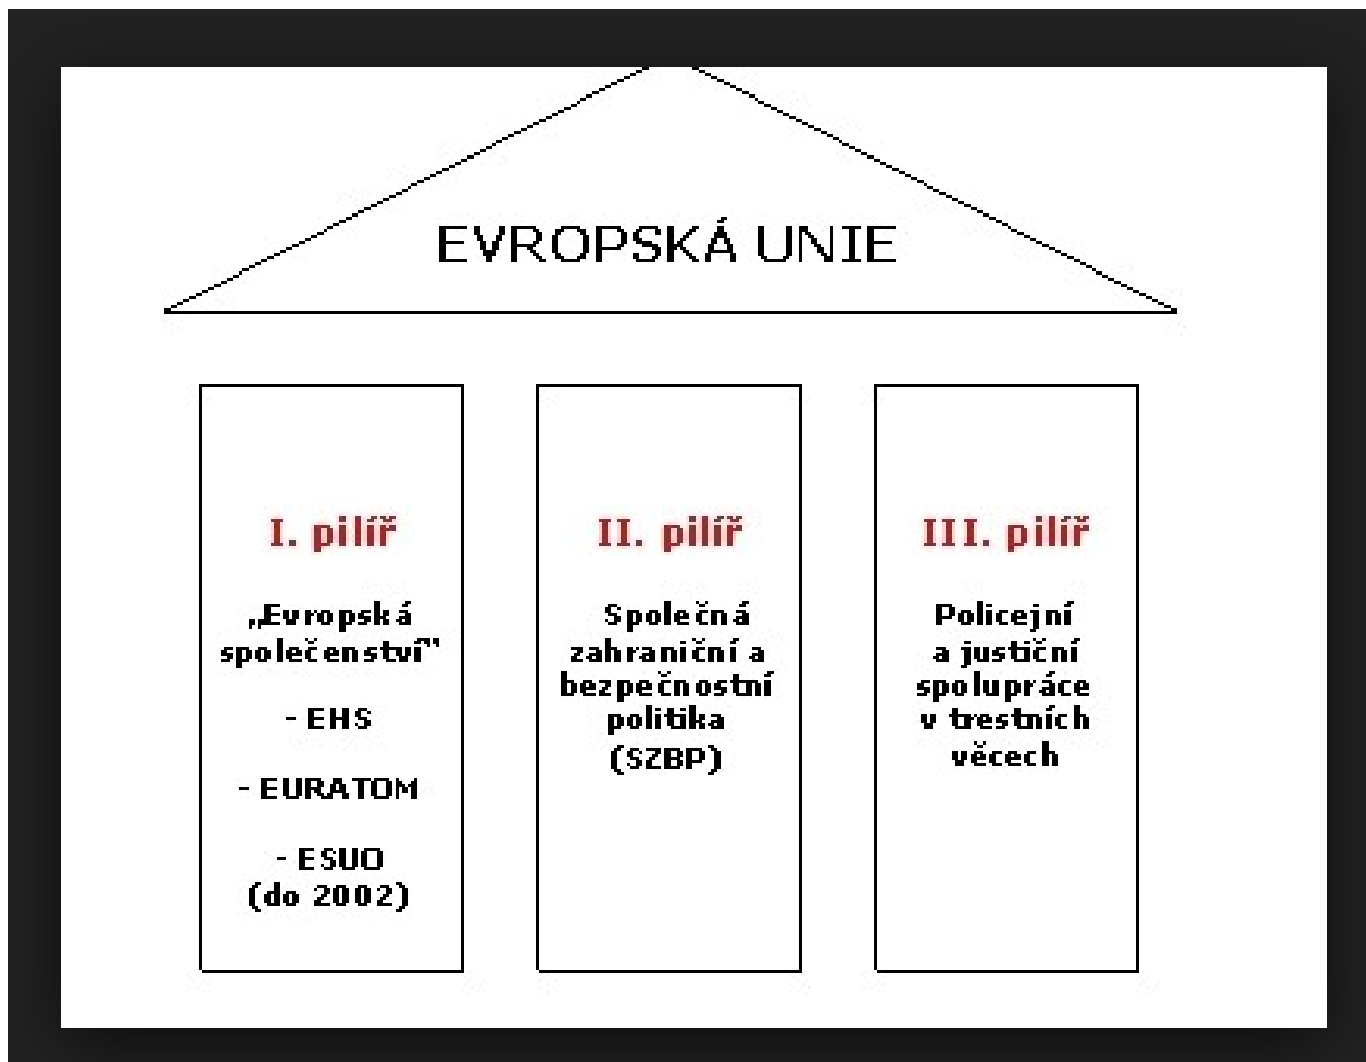 EVROPSKÁ UNIE
I. pilíř
„Evropská
společenství"
- EHS
- EURATOM
- ESUO
(do 2002)
II. pilíř
Společná
zahraniční a
bezpečnostní
politika
(SZBP)
III. pilíř
Policejní
a justiční
spolupráce
v trestních
věcech